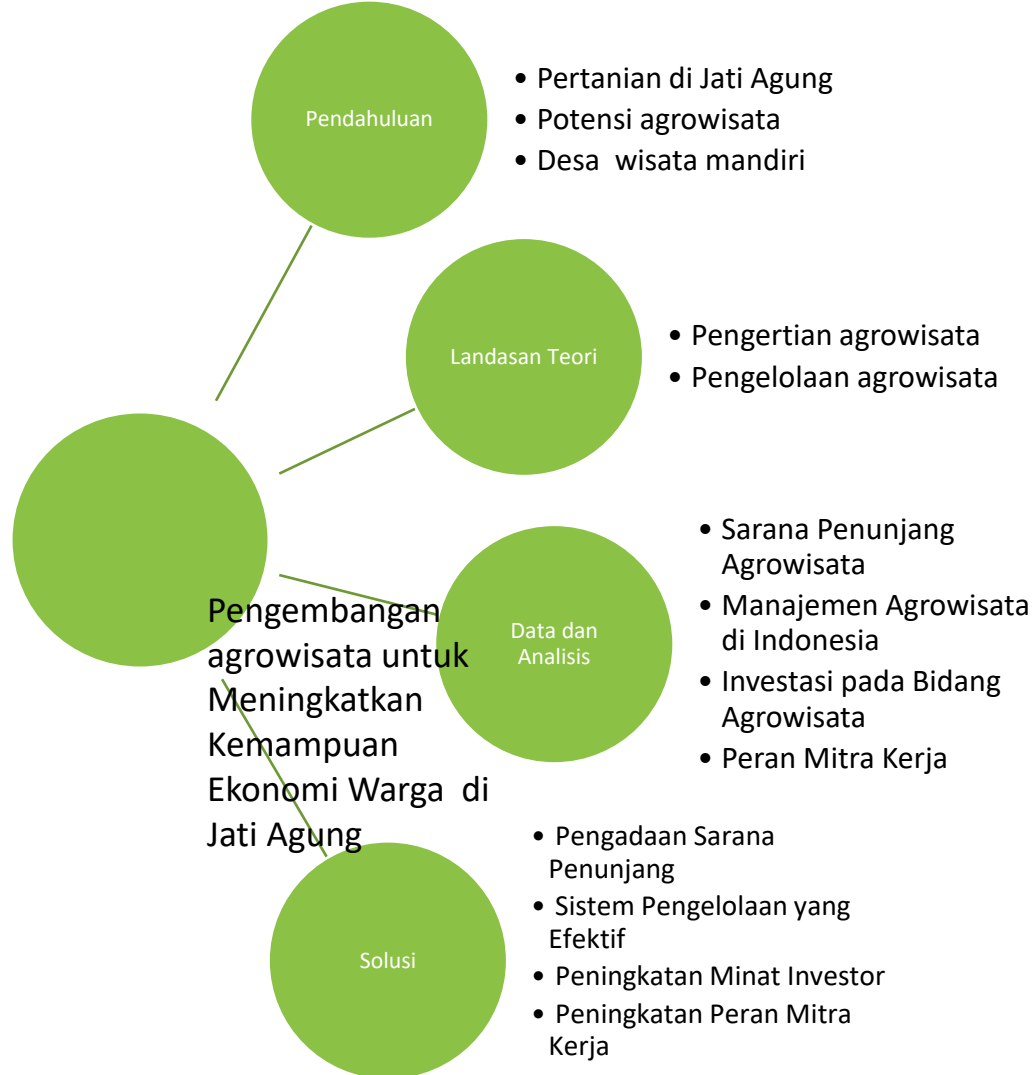 Pendahuluan
• Pertanian di Jati Agung
• Potensi agrowisata
• Desa  wisata mandiri
Landasan Teori
• Pengertian agrowisata
• Pengelolaan agrowisata
Pengembangan
agrowisata untuk
Meningkatkan
Kemampuan
Ekonomi Warga  di
Jati Agung
Data dan
Analisis
• Sarana Penunjang
Agrowisata
• Manajemen Agrowisata
di Indonesia
• Investasi pada Bidang
Agrowisata
• Peran Mitra Kerja
Solusi
• Pengadaan Sarana
Penunjang
• Sistem Pengelolaan yang
Efektif
• Peningkatan Minat Investor
• Peningkatan Peran Mitra
Kerja